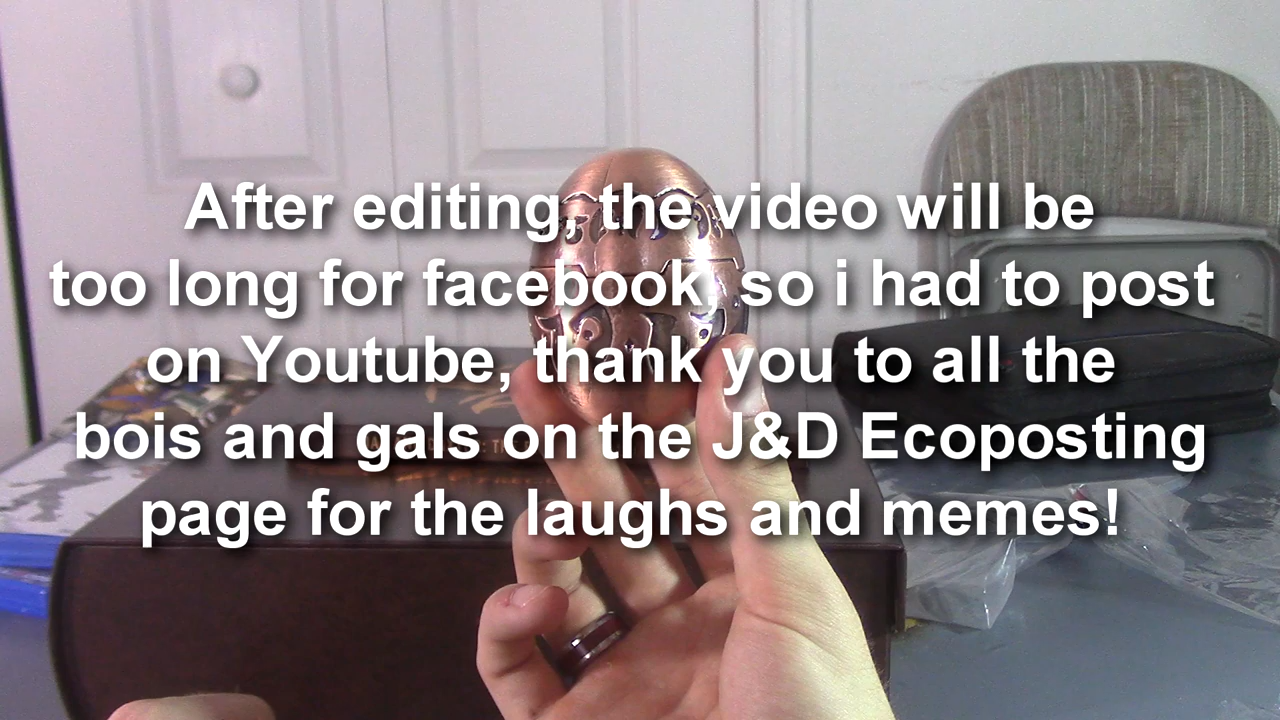 After editing, the video will be
too long for facebook, so i had to post
on Youtube, thank you to all the
bois and gals on the J&D Ecoposting
page for the laughs and memes!